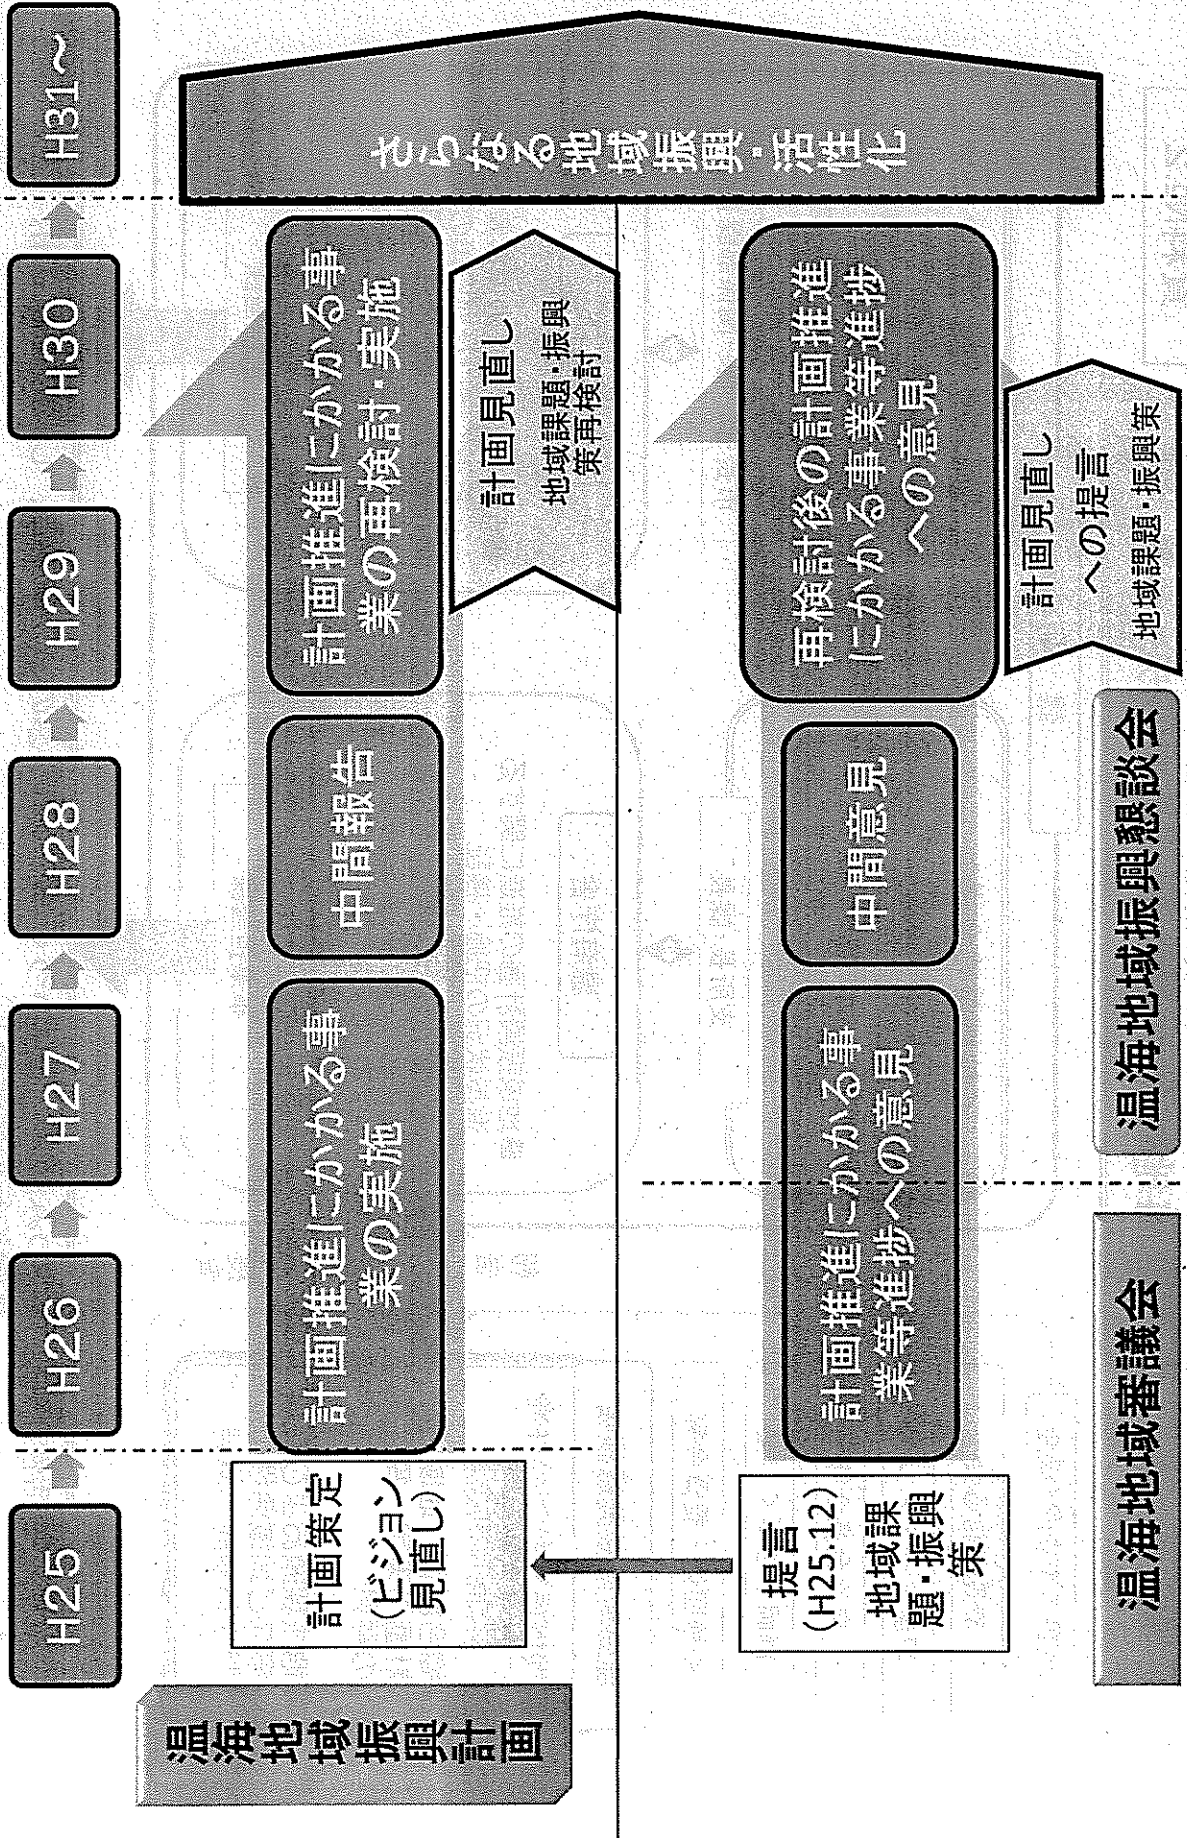 H25
H26
H27
H28
H29
H30
H31～
温海地域振興計画
計画策定
(ビジョン
見直し)
計画推進にかかる事
業の実施
中間報告
計画推進にかかる事
業の再検討・実施
計画見直し
地域課題・振興
策再検討
さらなる地域振興・活性化
提言
(H25.12)
地域課
題・振興
策
計画推進にかかる事
業等進捗への意見
中間意見
再検討後の計画推進
にかかる事業等進捗
への意見
計画見直し
への提言
地域課題・振興策
温海地域審議会
温海地域振興懇談会